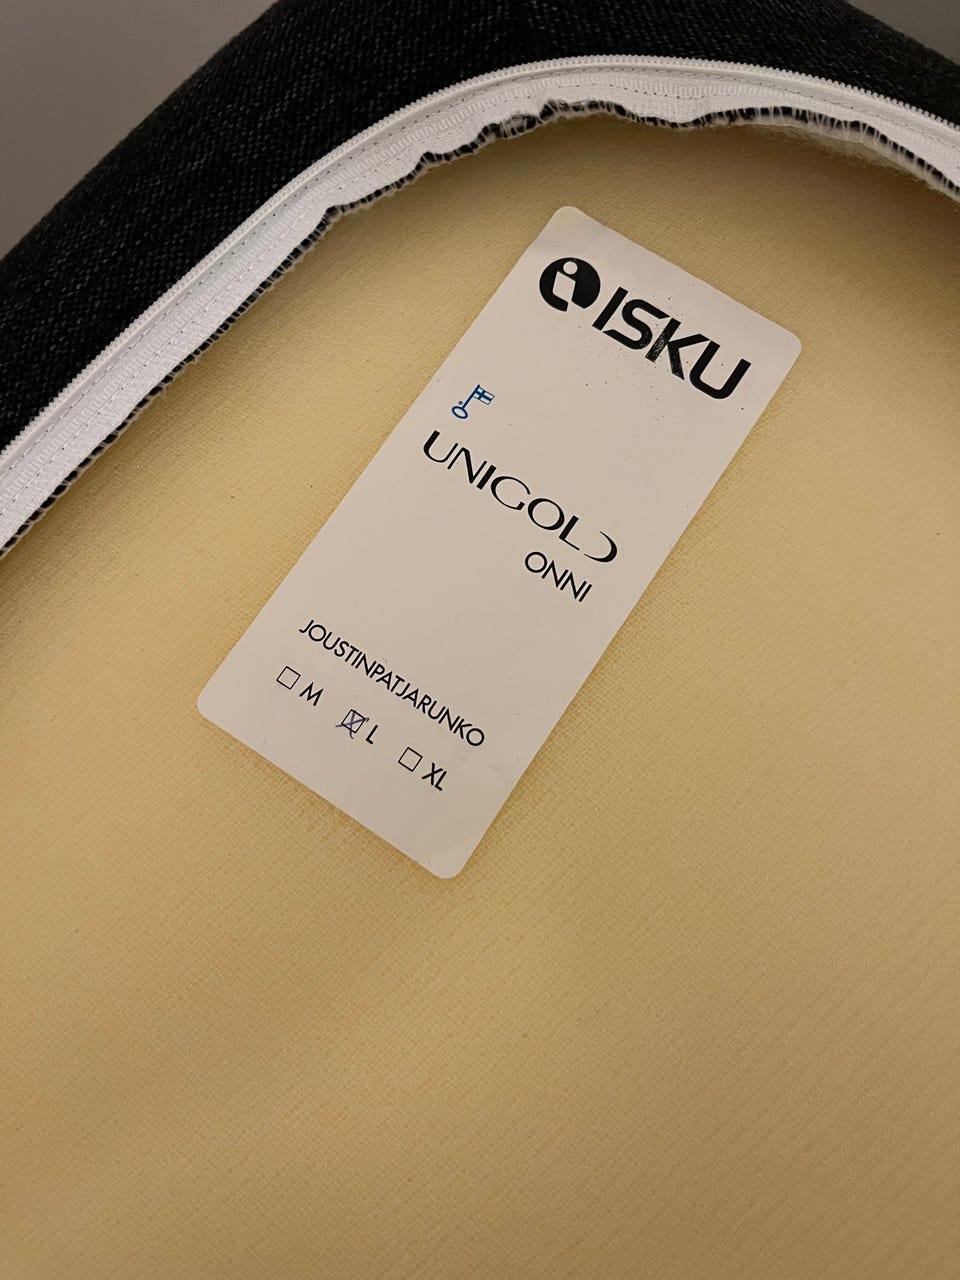 ISKU
UNIGOLD
ONNI
JOUSTINPATJARUNKO
M L XL